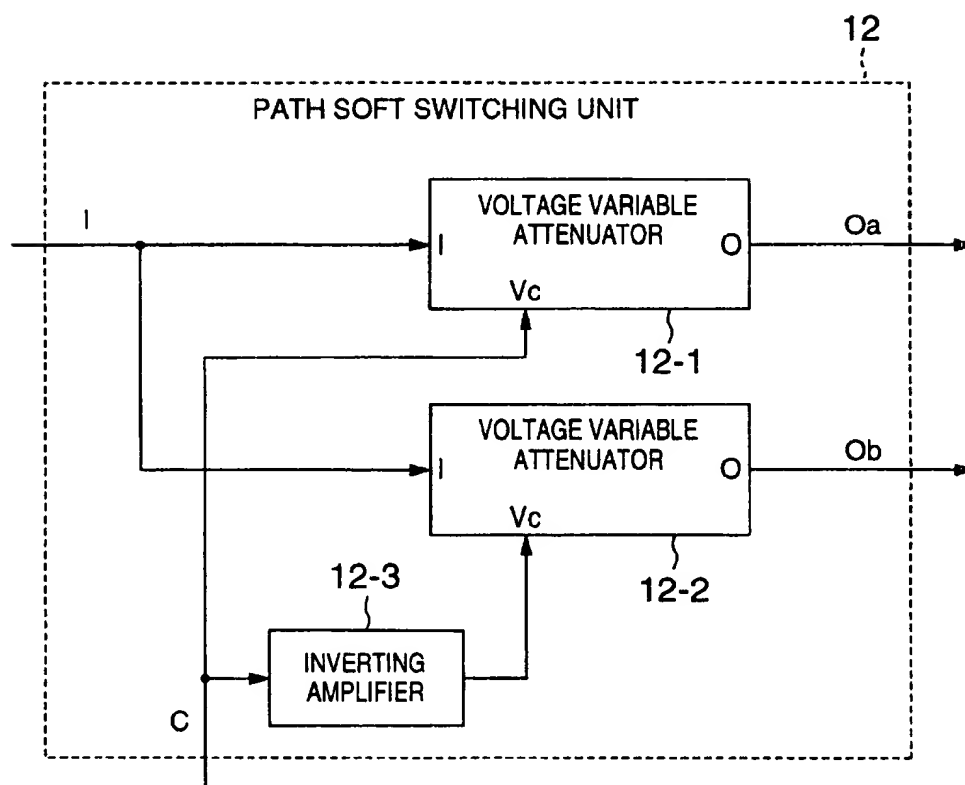 12
PATH SOFT SWITCHING UNIT
I
VOLTAGE VARIABLE
ATTENUATOR
I
O
Vc
Oa
12-1
VOLTAGE VARIABLE
ATTENUATOR
I
O
Vc
Ob
12-2
12-3
INVERTING
AMPLIFIER
C